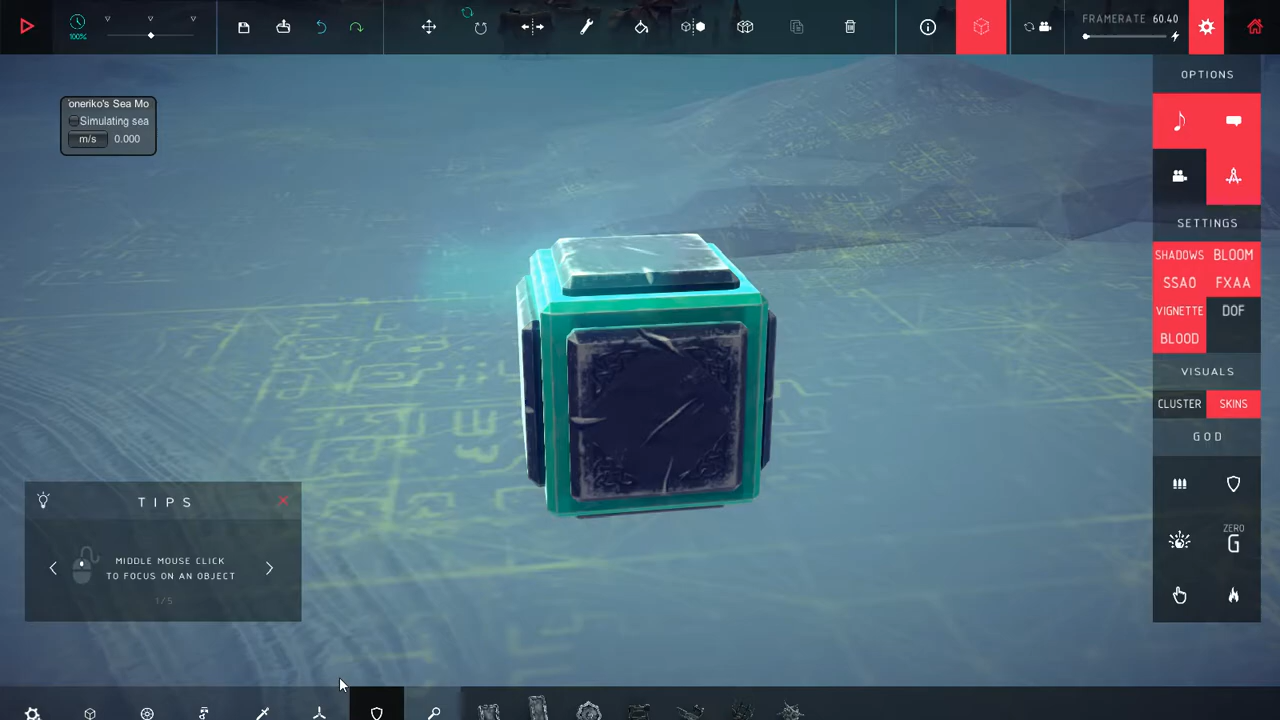 100%
FRAMERATE 60.40
OPTIONS
oneriko's Sea Mo
Simulating sea
m/s 0.000
SETTINGS
SHADOWS BLOOM
SSAO FXAA
VIGNETTE DOF
BLOOD
VISUALS
CLUSTER SKINS
GOD
ZERO
G
TIPS
MIDDLE MOUSE CLICK
TO FOCUS ON AN OBJECT
1/5